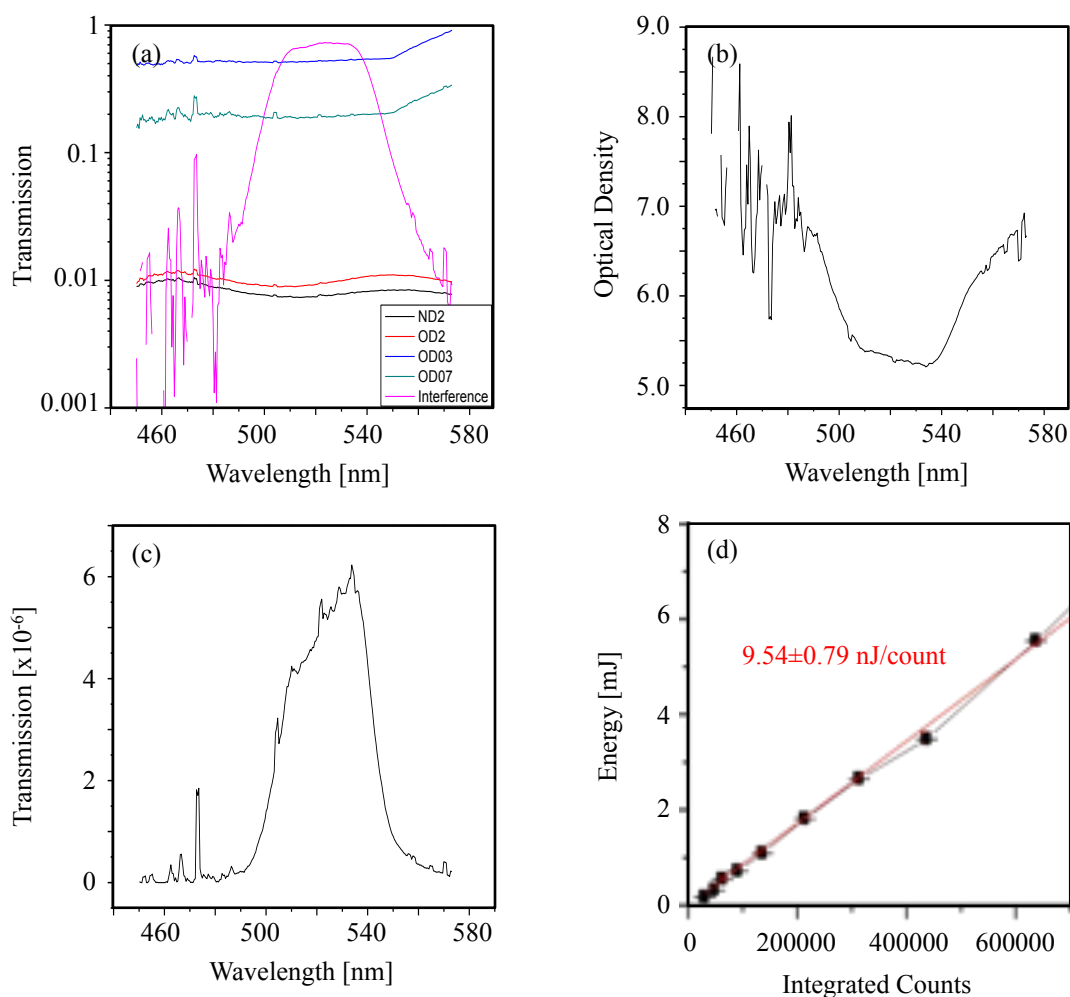 (a)
1
0.1
0.01
0.001
Transmission
460 500 540 580
Wavelength [nm]
ND2
OD2
OD03
OD07
Interference
(b)
9.0
8.0
7.0
6.0
5.0
Optical Density
460 500 540 580
Wavelength [nm]
(c)
6
4
2
0
Transmission [x10⁻⁶]
460 500 540 580
Wavelength [nm]
(d)
8
6
4
2
0
Energy [mJ]
9.54±0.79 nJ/count
0 200000 400000 600000
Integrated Counts